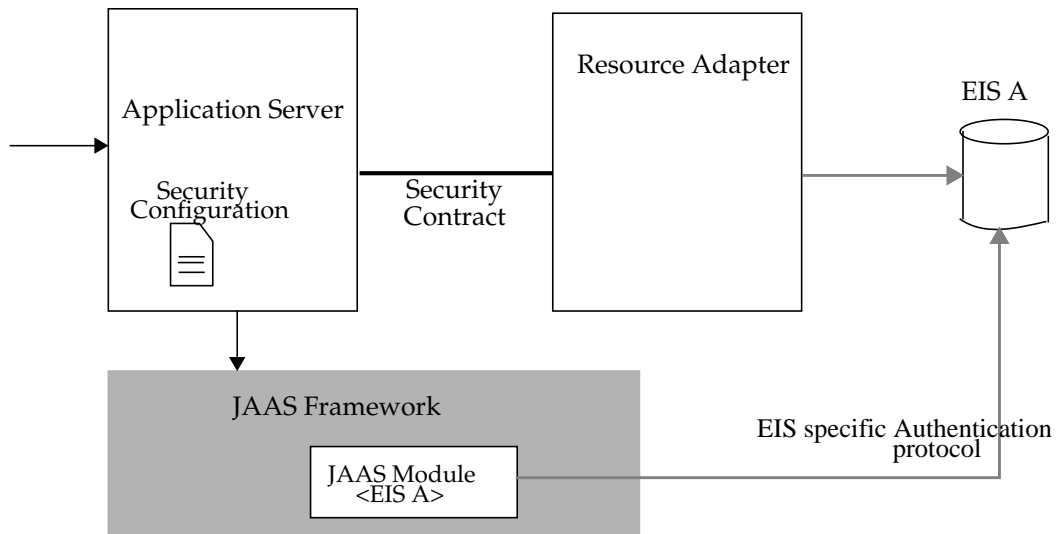 Resource Adapter
EIS A
Application Server
Security
Configuration
Security
Contract
JAAS Framework
EIS specific Authentication
protocol
JAAS Module
<EIS A>